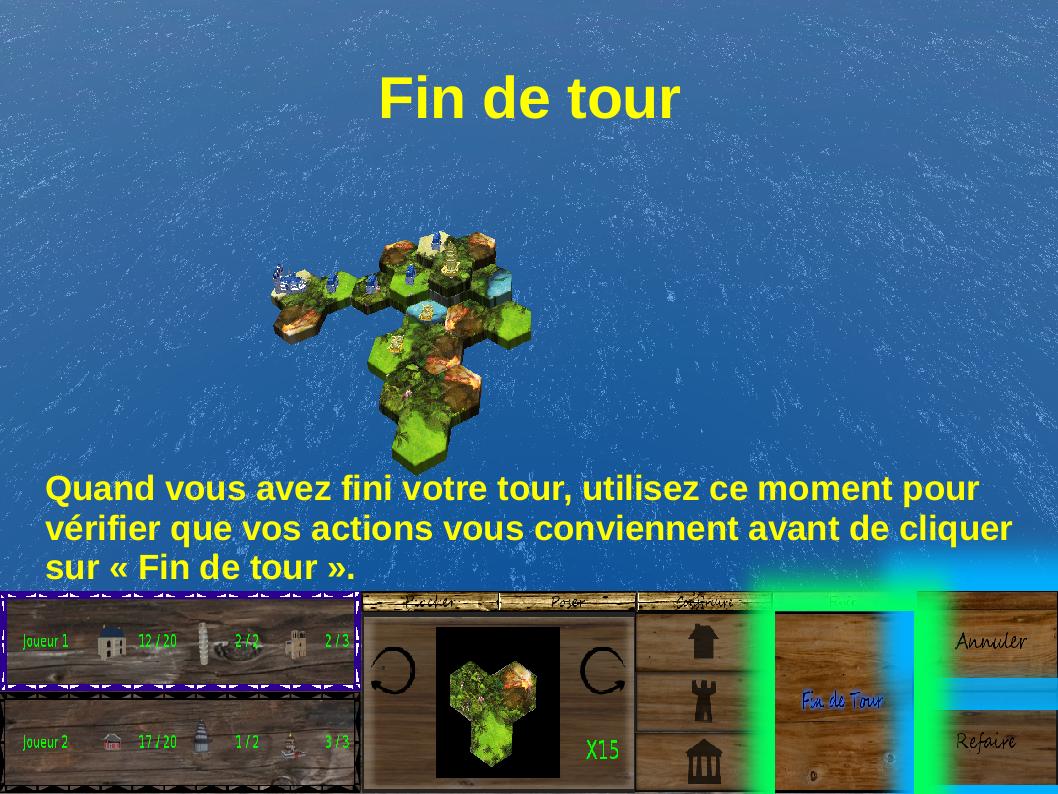 Fin de tour
Quand vous avez fini votre tour, utilisez ce moment pour
vérifier que vos actions vous conviennent avant de cliquer
sur « Fin de tour ».
Piocher Poser Construire Finir
Joueur 1 12/20 2/2 2/3
Annuler
Fin de Tour
Joueur 2 17/20 1/2 3/3
X15
Refaire